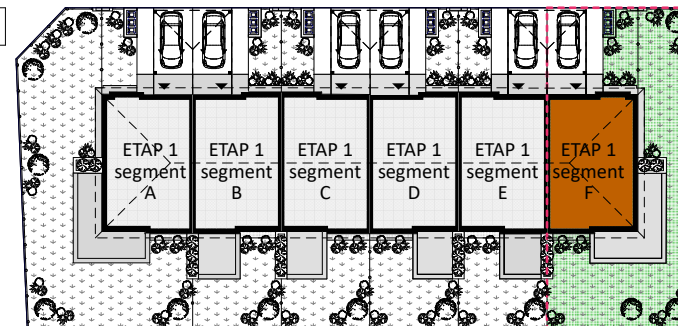 ETAP 1
segment
A
ETAP 1
segment
B
ETAP 1
segment
C
ETAP 1
segment
D
ETAP 1
segment
E
ETAP 1
segment
F